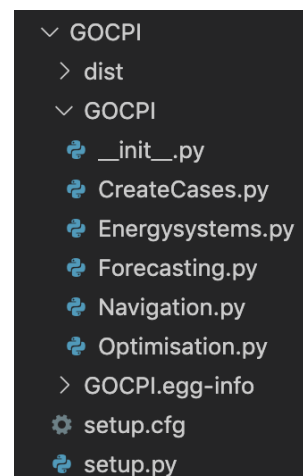 GOCPI
dist
GOCPI
__init__.py
CreateCases.py
Energysystems.py
Forecasting.py
Navigation.py
Optimisation.py
GOCPI.egg-info
setup.cfg
setup.py